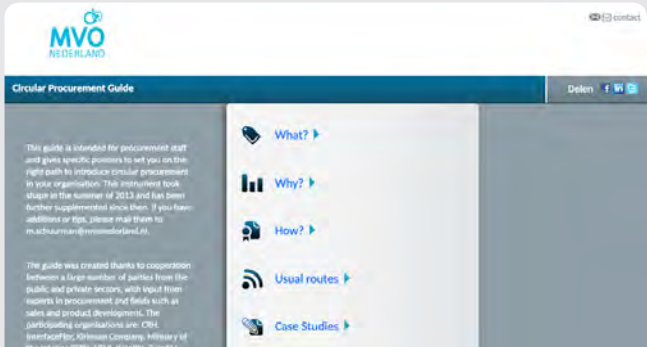 MVO
NEDERLAND
contact
Circular Procurement Guide
Delen
This guide is intended for procurement staff
and gives specific pointers to set you on the
right path to introduce circular procurement
in your organisation. This instrument took
shape in the summer of 2013 and has been
further supplemented since then. If you have
additions or tips, please mail them to
m.schuurman@mvonederland.nl.
The guide was created thanks to cooperation
between a large number of parties from the
public and private sectors, with input from
experts in procurement and fields such as
sales and product development. The
participating organisations are: CBH,
Interfaceflor, Kirkman Company, Ministry of
What?
Why?
How?
Usual routes
Case Studies